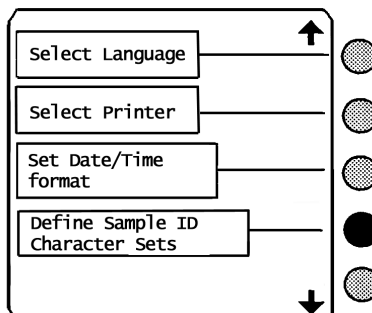 Select Language
Select Printer
Set Date/Time
format
Define Sample ID
Character Sets